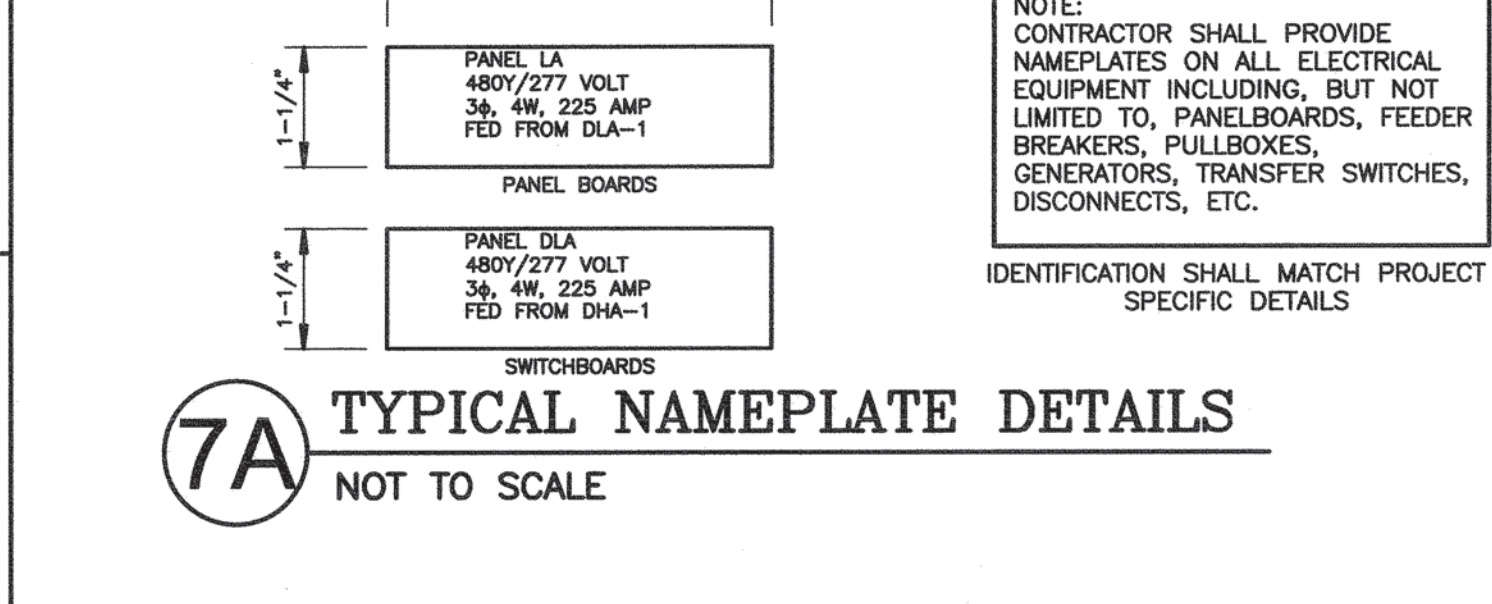 1-1/4"
PANEL LA
480Y/277 VOLT
3ϕ, 4W, 225 AMP
FED FROM DLA-1
PANEL BOARDS
1-1/4"
PANEL DLA
480Y/277 VOLT
3ϕ, 4W, 225 AMP
FED FROM DHA-1
SWITCHBOARDS
NOTE:
CONTRACTOR SHALL PROVIDE
NAMEPLATES ON ALL ELECTRICAL
EQUIPMENT INCLUDING, BUT NOT
LIMITED TO, PANELBOARDS, FEEDER
BREAKERS, PULLBOXES,
GENERATORS, TRANSFER SWITCHES,
DISCONNECTS, ETC.
IDENTIFICATION SHALL MATCH PROJECT
SPECIFIC DETAILS
7A
TYPICAL NAMEPLATE DETAILS
NOT TO SCALE